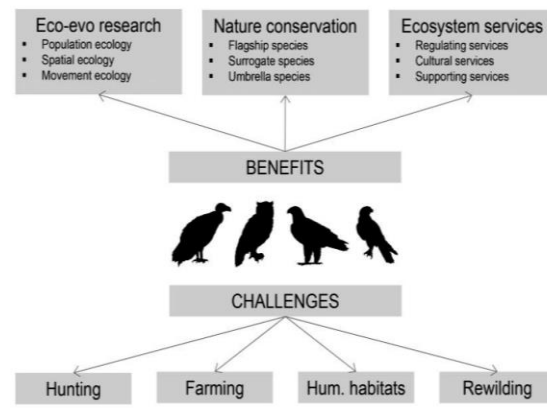 Eco-evo research
▪ Population ecology
▪ Spatial ecology
▪ Movement ecology
Nature conservation
▪ Flagship species
▪ Surrogate species
▪ Umbrella species
Ecosystem services
▪ Regulating services
▪ Cultural services
▪ Supporting services
BENEFITS
CHALLENGES
Hunting
Farming
Hum. habitats
Rewilding